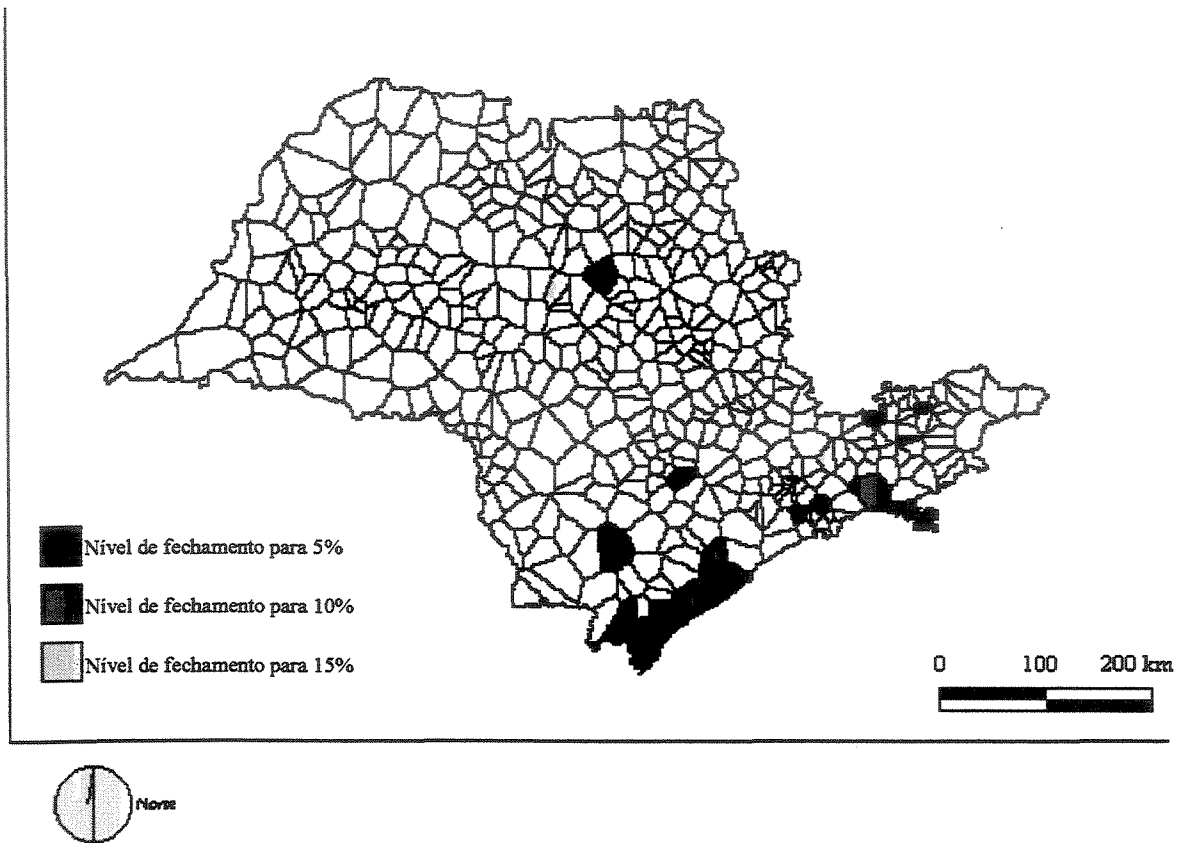 Nível de fechamento para 5%
Nível de fechamento para 10%
Nível de fechamento para 15%
0 100 200 km
Norte